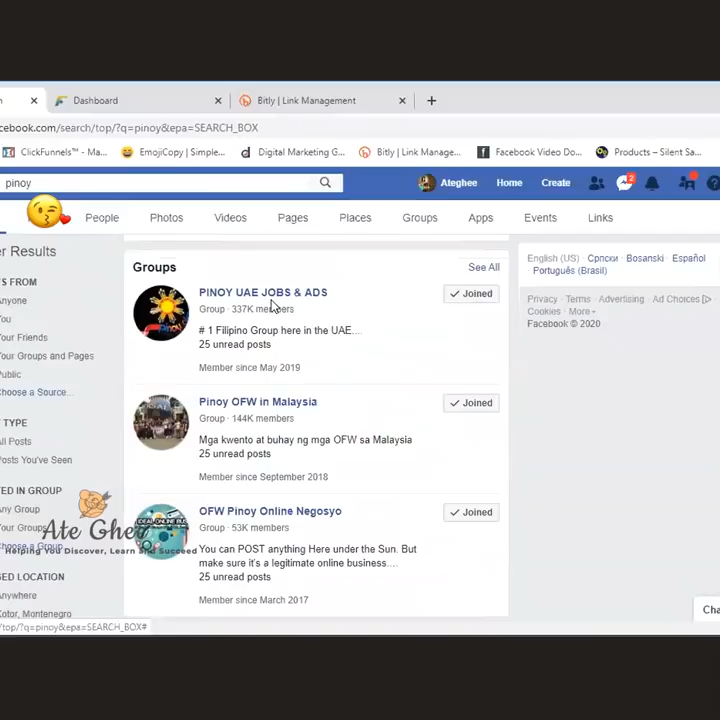 Dashboard
Bitly | Link Management
cebook.com/search/top/?q=pinoy&epa=SEARCH_BOX
ClickFunnels™ - Ma...
EmojiCopy | Simple...
Digital Marketing G...
Bitly | Link Manage...
Facebook Video Do...
Products – Silent Sa...
pinoy
Ateghee
Home
Create
2
People
Photos
Videos
Pages
Places
Groups
Apps
Events
Links
er Results
Groups
See All
English (US) · Српски · Bosanski · Español
· Português (Brasil)
Privacy · Terms · Advertising · Ad Choices
Cookies · More
Facebook © 2020
S FROM
Anyone
You
Your Friends
Your Groups and Pages
Public
Choose a Source...
PINOY UAE JOBS & ADS
Group · 337K members
# 1 Filipino Group here in the UAE....
25 unread posts
Member since May 2019
Joined
TYPE
All Posts
Posts You've Seen
Pinoy OFW in Malaysia
Group · 144K members
Mga kwento at buhay ng mga OFW sa Malaysia
25 unread posts
Member since September 2018
Joined
ED IN GROUP
Any Group
Your Groups
Choose a Group
Ate Ghee
Helping You Discover, Learn and Succeed
OFW Pinoy Online Negosyo
Group · 53K members
You can POST anything Here under the Sun. But
make sure it's a legitimate online business....
25 unread posts
Member since March 2017
Joined
GED LOCATION
Anywhere
Kotor, Montenegro
/top/?q=pinoy&epa=SEARCH_BOX#
Cha